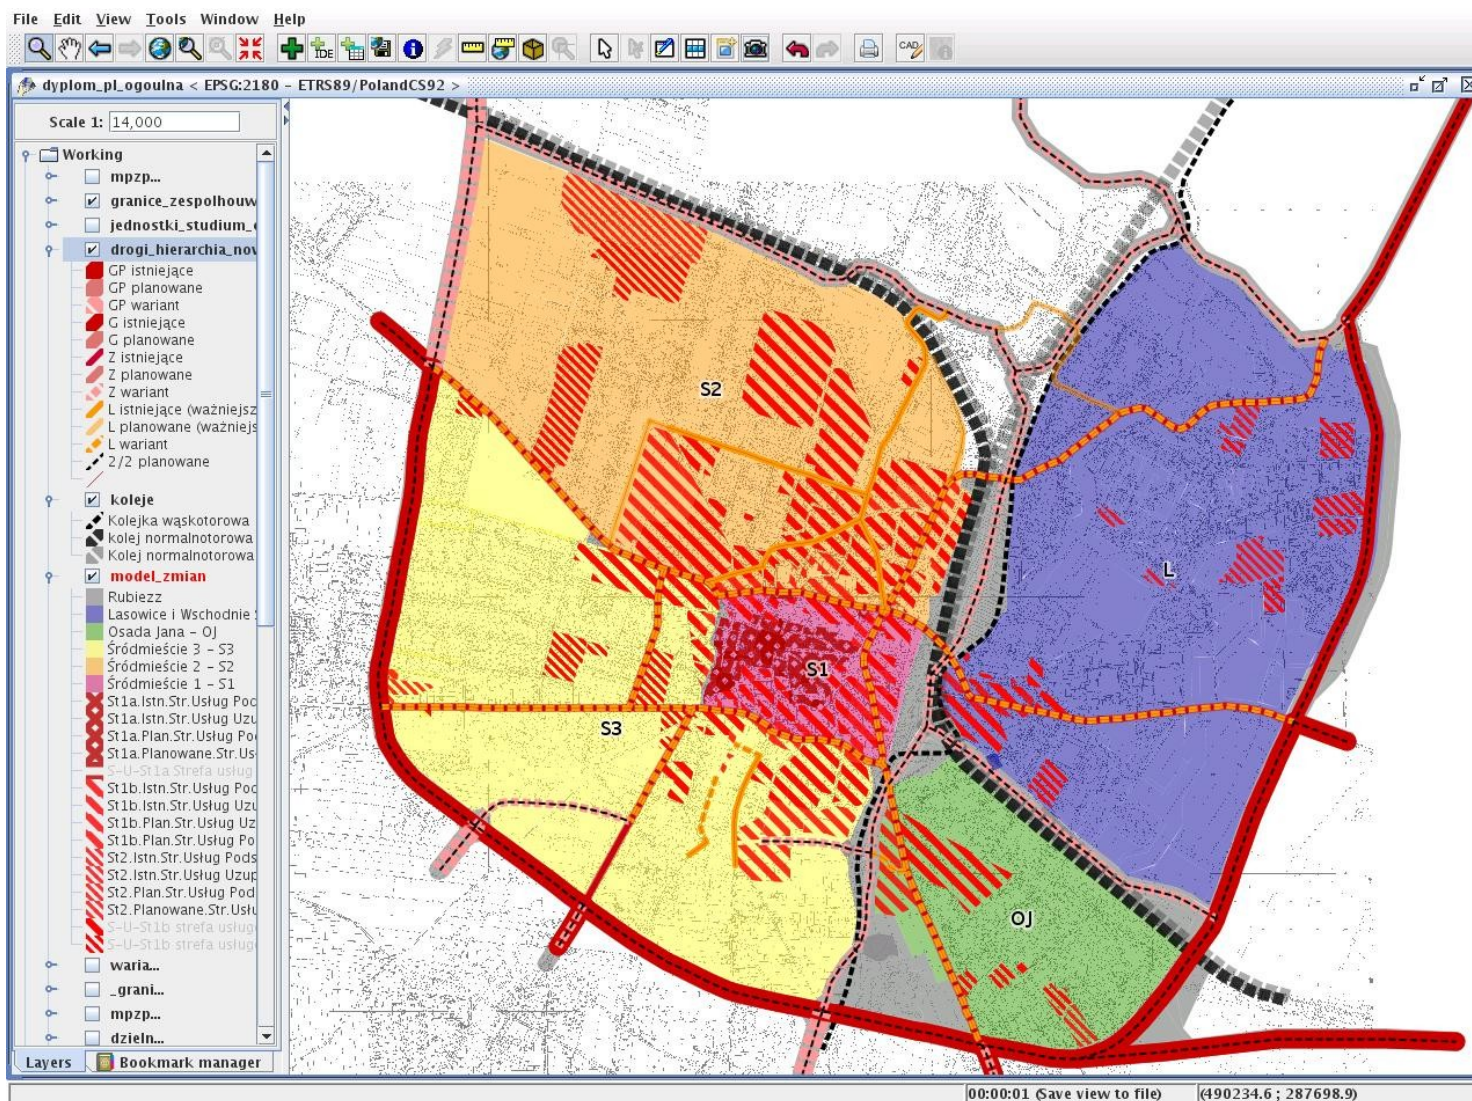 File Edit View Tools Window Help
IDE
CAD
dyplom_pl_ogoulna < EPSG:2180 - ETRS89/PolandCS92 >
Scale 1: 14,000
Working
mpzp...
granice_zespolhouw
jednostki_studium_
drogi_hierarchia_nov
GP istniejące
GP planowane
GP wariant
G istniejące
G planowane
Z istniejące
Z planowane
Z wariant
L istniejące (ważniejsz
L planowane (ważniejs
L wariant
2/2 planowane
koleje
Kolejka wąskotorowa
kolej normalnotorowa
Kolej normalnotorowa
model_zmian
Rubiezz
Lasowice i Wschodnie
Osada Jana - OJ
Śródmieście 3 - S3
Śródmieście 2 - S2
Śródmieście 1 - S1
St1a.Istn.Str.Usług Poc
St1a.Istn.Str.Usług Uzu
St1a.Plan.Str.Usług Po
St1a.Planowane.Str.Us
S-U-St1a Strefa usług
St1b.Istn.Str.Usług Poc
St1b.Istn.Str.Usług Uzu
St1b.Plan.Str.Usług Uz
St1b.Plan.Str.Usług Po
St2.Istn.Str.Usług Pods
St2.Istn.Str.Usług Uzup
St2.Plan.Str.Usług Pod
St2.Planowane.Str.Usłu
S-U-St1b strefa usług
S-U-St1b strefa usług
waria...
_grani...
mpzp...
dzieln...
Layers Bookmark manager
S2
L
S1
S3
OJ
00:00:01 (Save view to file) (490234.6 ; 287698.9)